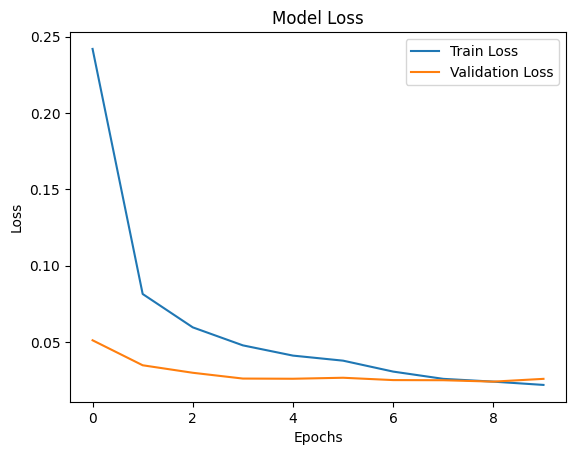 Model Loss
Train Loss
Validation Loss
Loss
0.25
0.20
0.15
0.10
0.05
0 2 4 6 8
Epochs